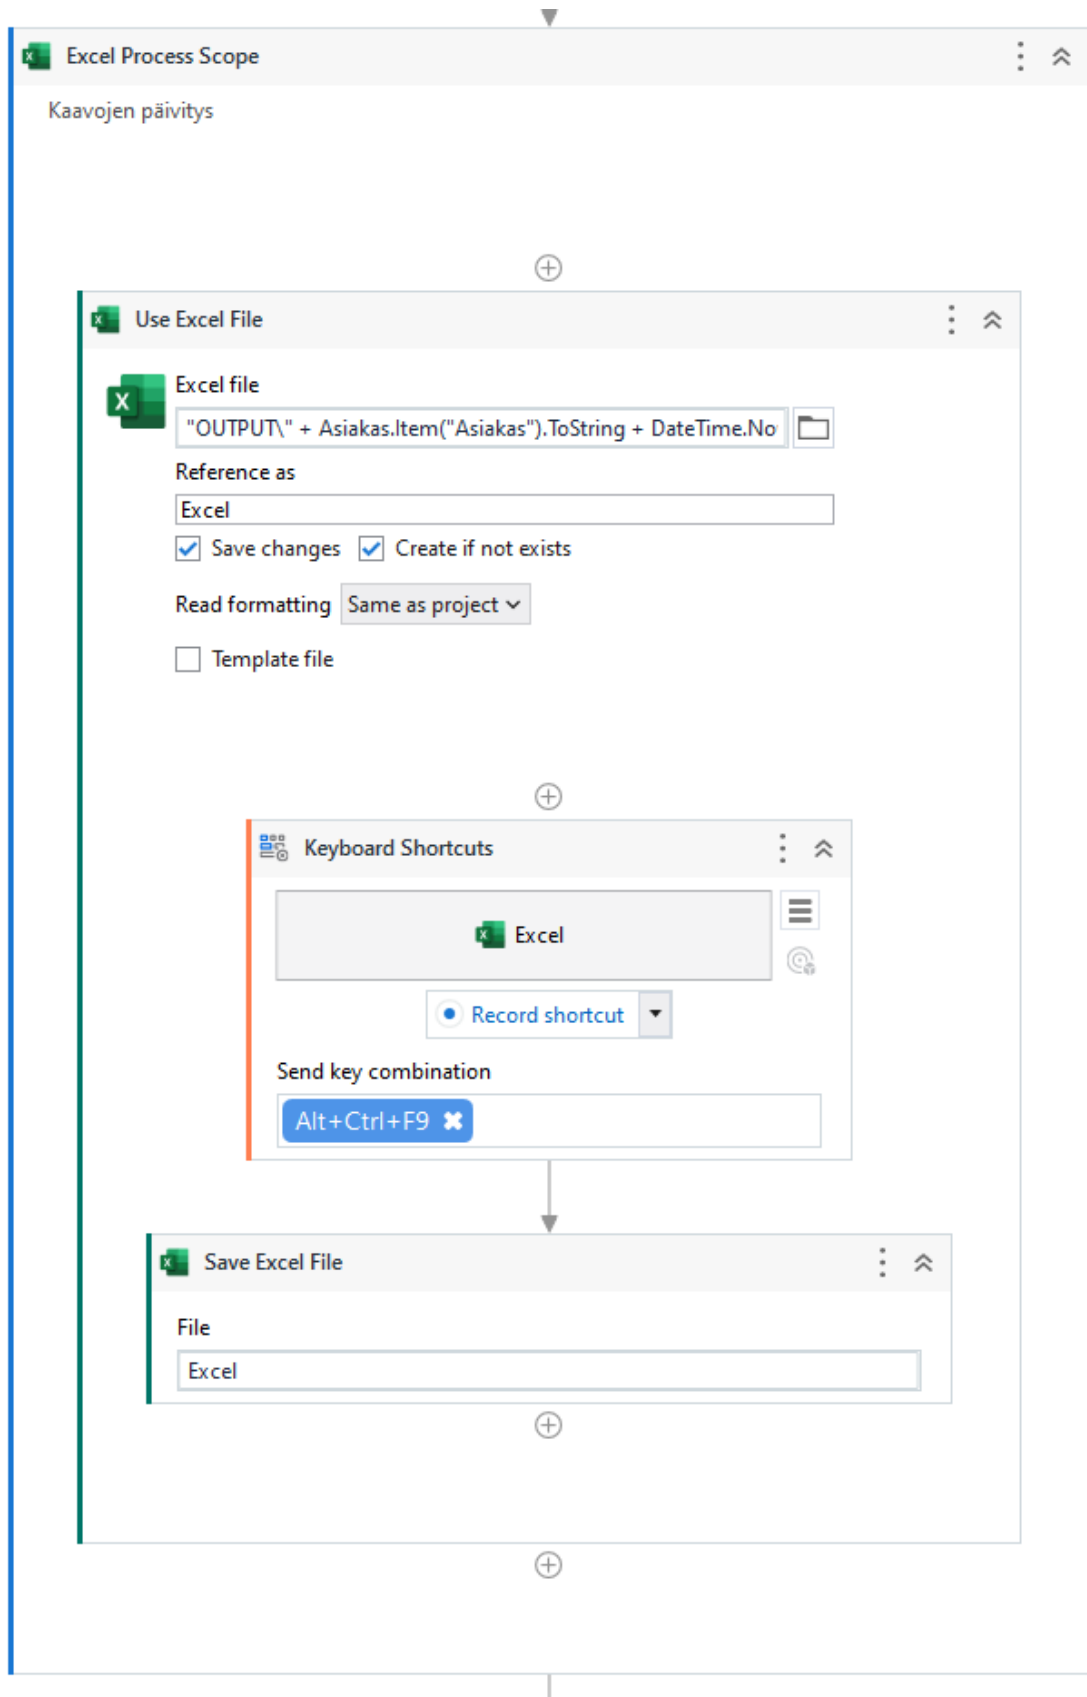 Excel Process Scope
Kaavojen päivitys
Use Excel File
Excel file
"OUTPUT\" + Asiakas.Item("Asiakas").ToString + DateTime.No
Reference as
Excel
Save changes Create if not exists
Read formatting Same as project
Template file
Keyboard Shortcuts
Excel
Record shortcut
Send key combination
Alt+Ctrl+F9
Save Excel File
File
Excel